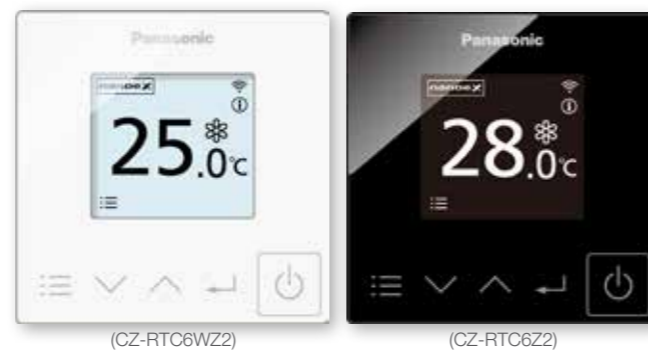 Panasonic
nanoe X
25.0℃
(CZ-RTC6WZ2)
Panasonic
nanoe X
28.0℃
(CZ-RTC6Z2)